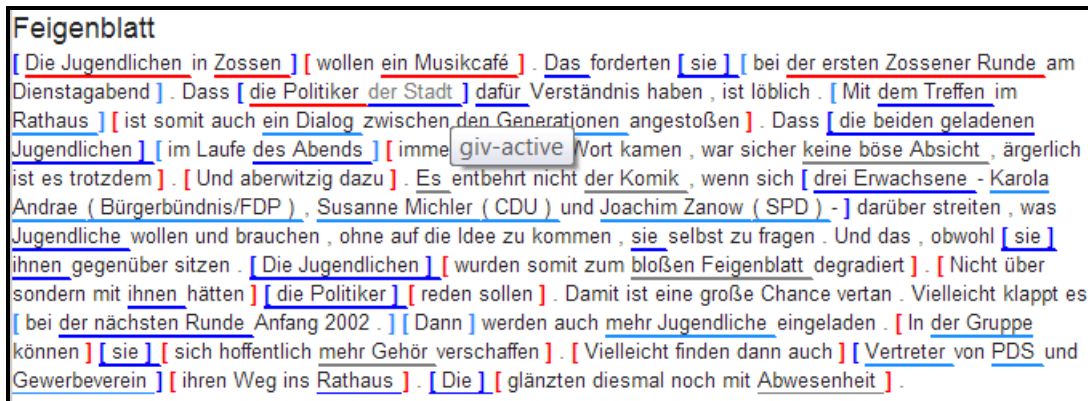 Feigenblatt
[ Die Jugendlichen in Zossen ] [ wollen ein Musikcafé ] . Das forderten [ sie ] [ bei der ersten Zossener Runde am
Dienstagabend ] . Dass [ die Politiker der Stadt ] dafür Verständnis haben , ist löblich . [ Mit dem Treffen im
Rathaus ] [ ist somit auch ein Dialog zwischen den Generationen angestoßen ] . Dass [ die beiden geladenen
Jugendlichen ] [ im Laufe des Abends ] [ imme giv-active Wort kamen , war sicher keine böse Absicht , ärgerlich
ist es trotzdem ] . [ Und aberwitzig dazu ] . Es entbehrt nicht der Komik , wenn sich [ drei Erwachsene - Karola
Andrae ( Bürgerbündnis/FDP ) , Susanne Michler ( CDU ) und Joachim Zanow ( SPD ) - ] darüber streiten , was
Jugendliche wollen und brauchen , ohne auf die Idee zu kommen , sie selbst zu fragen . Und das , obwohl [ sie ]
ihnen gegenüber sitzen . [ Die Jugendlichen ] [ wurden somit zum bloßen Feigenblatt degradiert ] . [ Nicht über
sondern mit ihnen hätten ] [ die Politiker ] [ reden sollen ] . Damit ist eine große Chance vertan . Vielleicht klappt es
[ bei der nächsten Runde Anfang 2002 . ] [ Dann ] werden auch mehr Jugendliche eingeladen . [ In der Gruppe
können ] [ sie ] [ sich hoffentlich mehr Gehör verschaffen ] . [ Vielleicht finden dann auch ] [ Vertreter von PDS und
Gewerbeverein ] [ ihren Weg ins Rathaus ] . [ Die ] [ glänzten diesmal noch mit Abwesenheit ] .